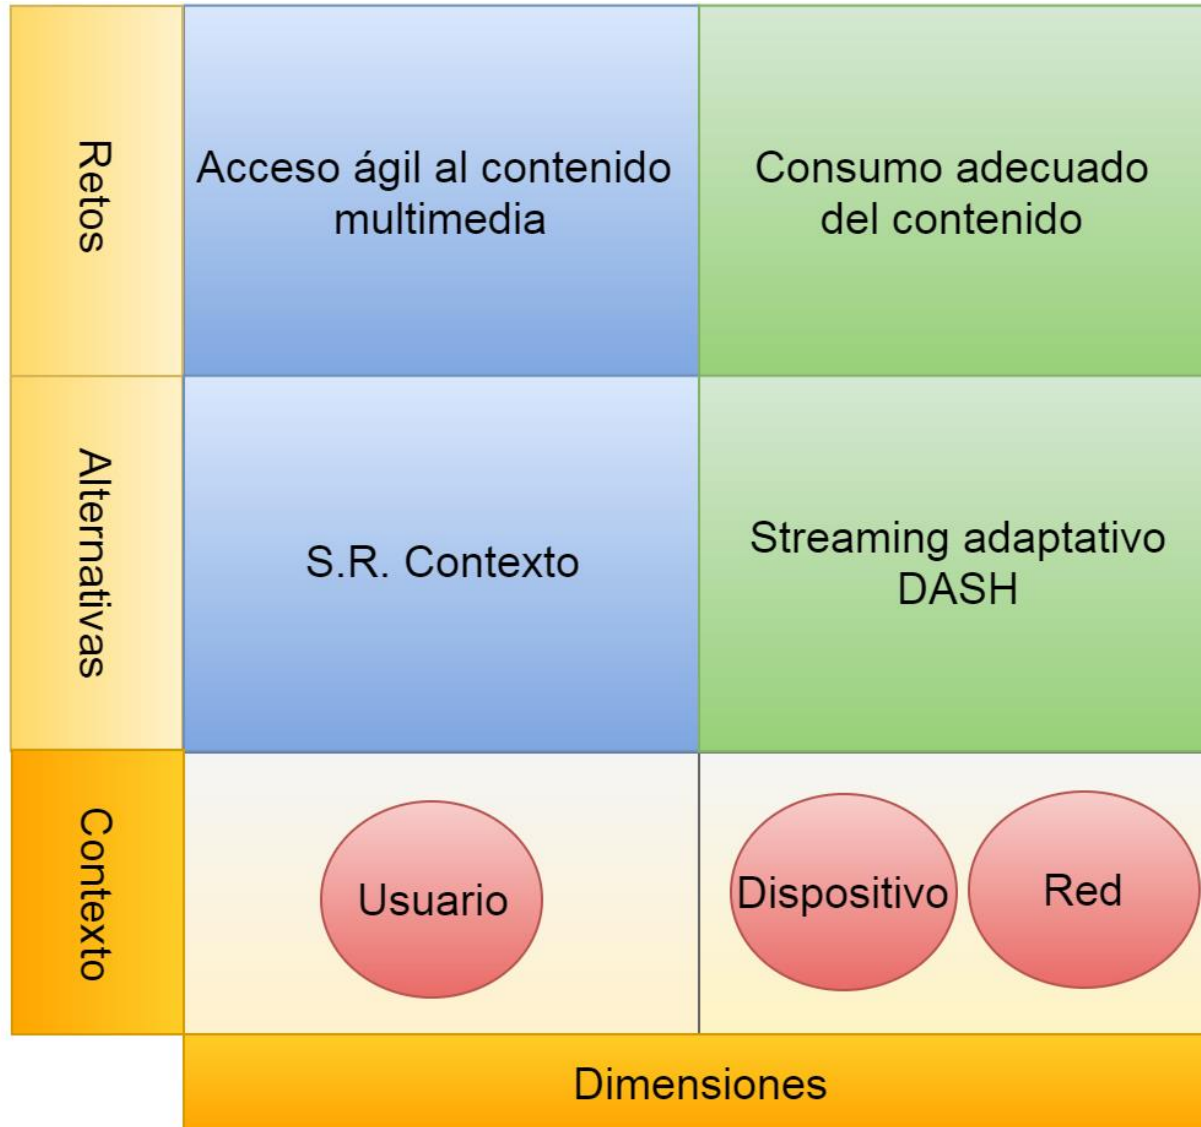 Retos
Acceso ágil al contenido
multimedia
Consumo adecuado
del contenido
Alternativas
S.R. Contexto
Streaming adaptativo
DASH
Contexto
Usuario
Dispositivo
Red
Dimensiones